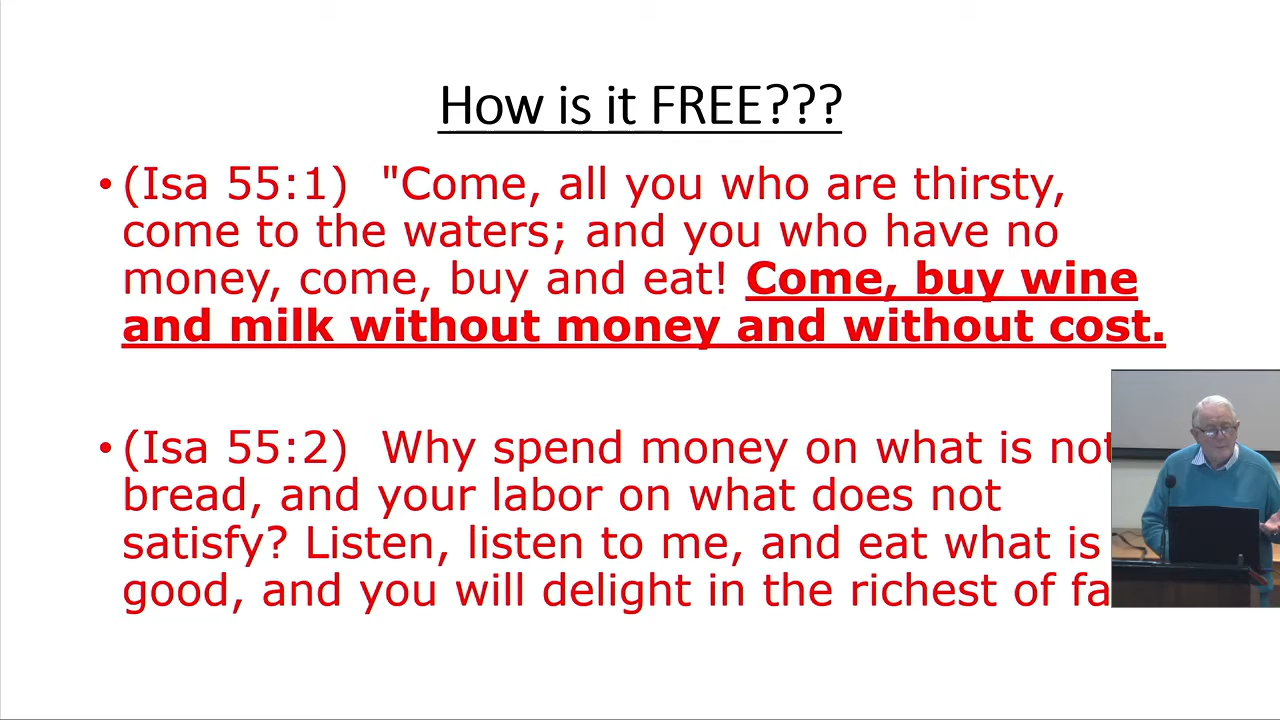 How is it FREE???
•(Isa 55:1) "Come, all you who are thirsty,
come to the waters; and you who have no
money, come, buy and eat! Come, buy wine
and milk without money and without cost.
•(Isa 55:2) Why spend money on what is not
bread, and your labor on what does not
satisfy? Listen, listen to me, and eat what is
good, and you will delight in the richest of